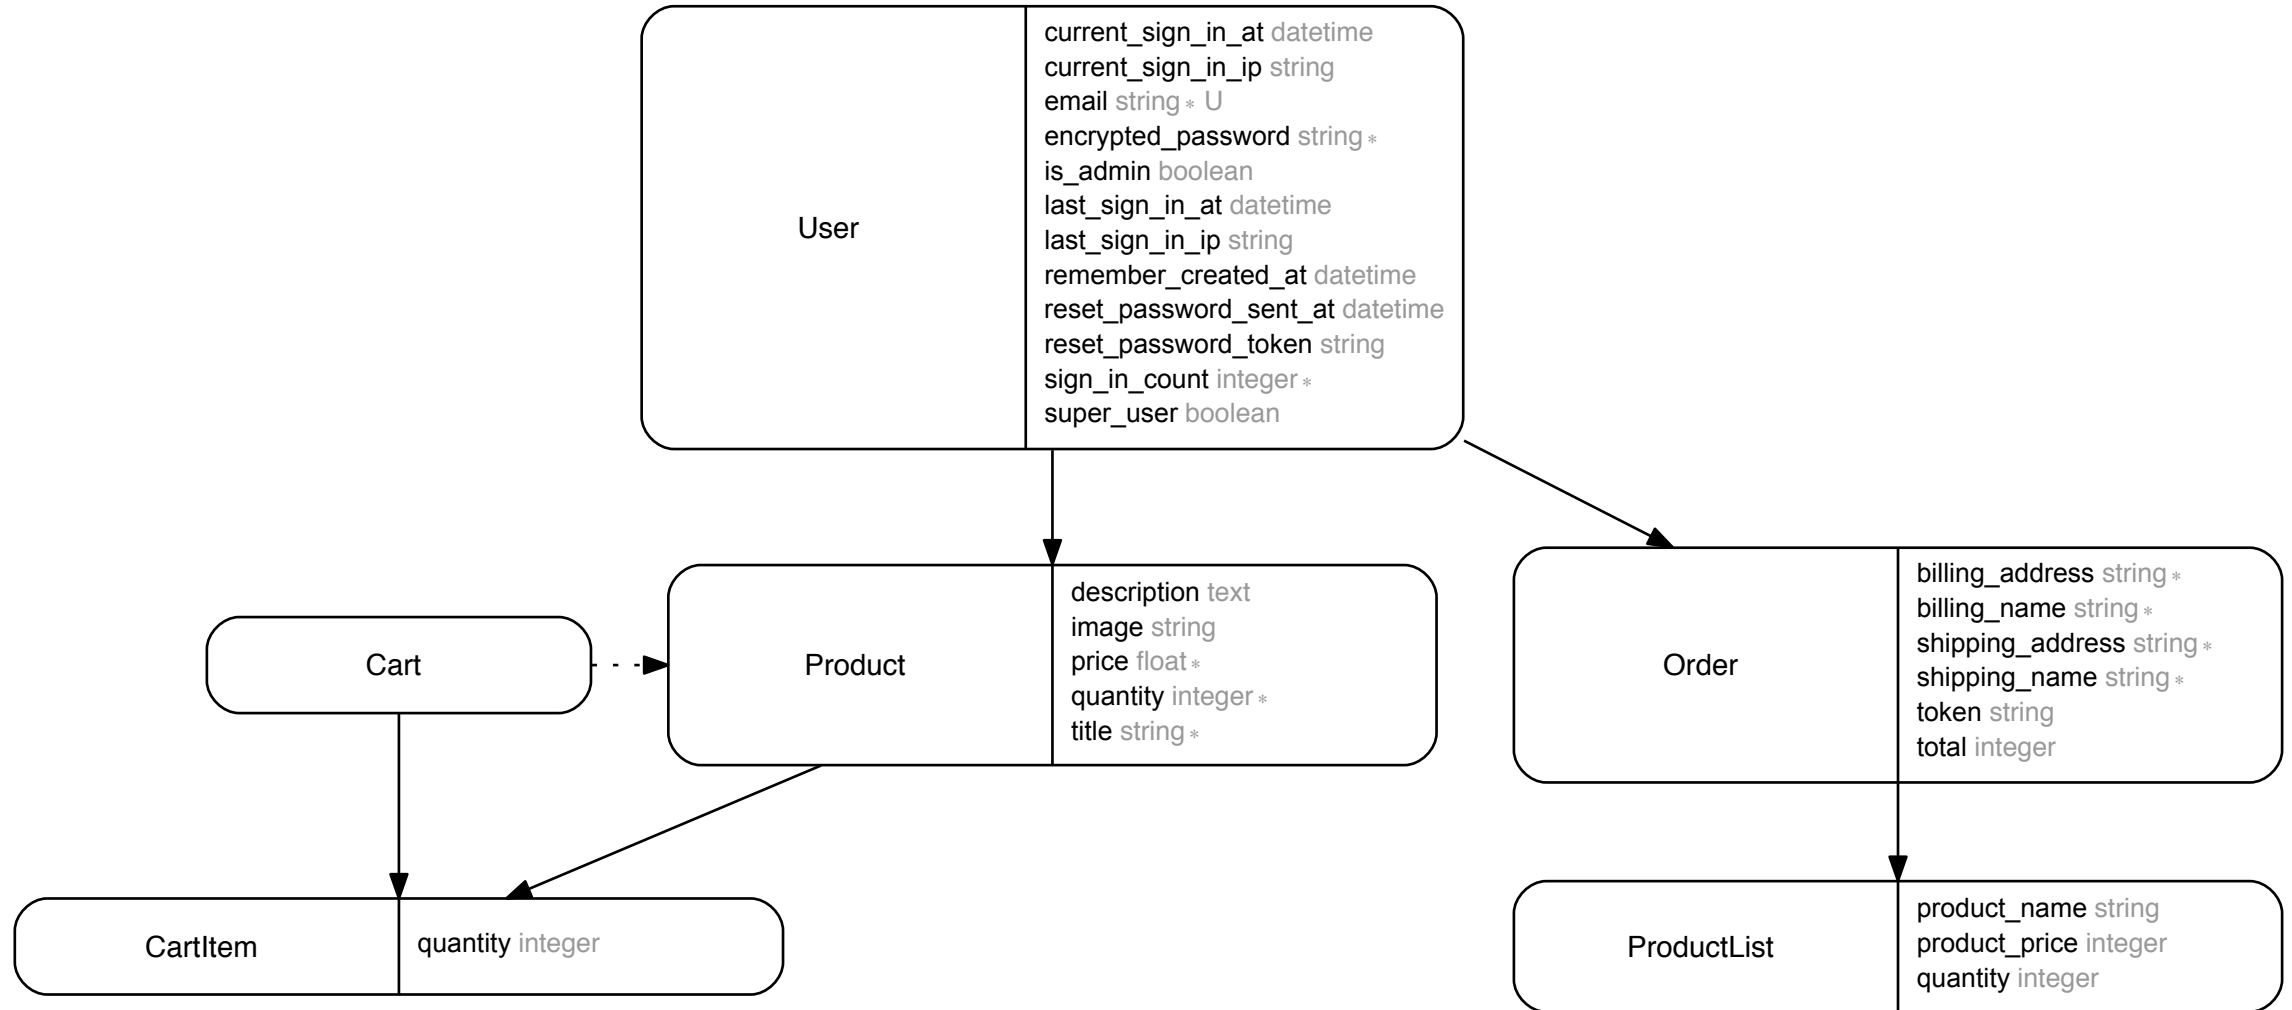 User
current_sign_in_at datetime
current_sign_in_ip string
email string * U
encrypted_password string *
is_admin boolean
last_sign_in_at datetime
last_sign_in_ip string
remember_created_at datetime
reset_password_sent_at datetime
reset_password_token string
sign_in_count integer *
super_user boolean
Cart
Product
description text
image string
price float *
quantity integer *
title string *
Order
billing_address string *
billing_name string *
shipping_address string *
shipping_name string *
token string
total integer
CartItem
quantity integer
ProductList
product_name string
product_price integer
quantity integer